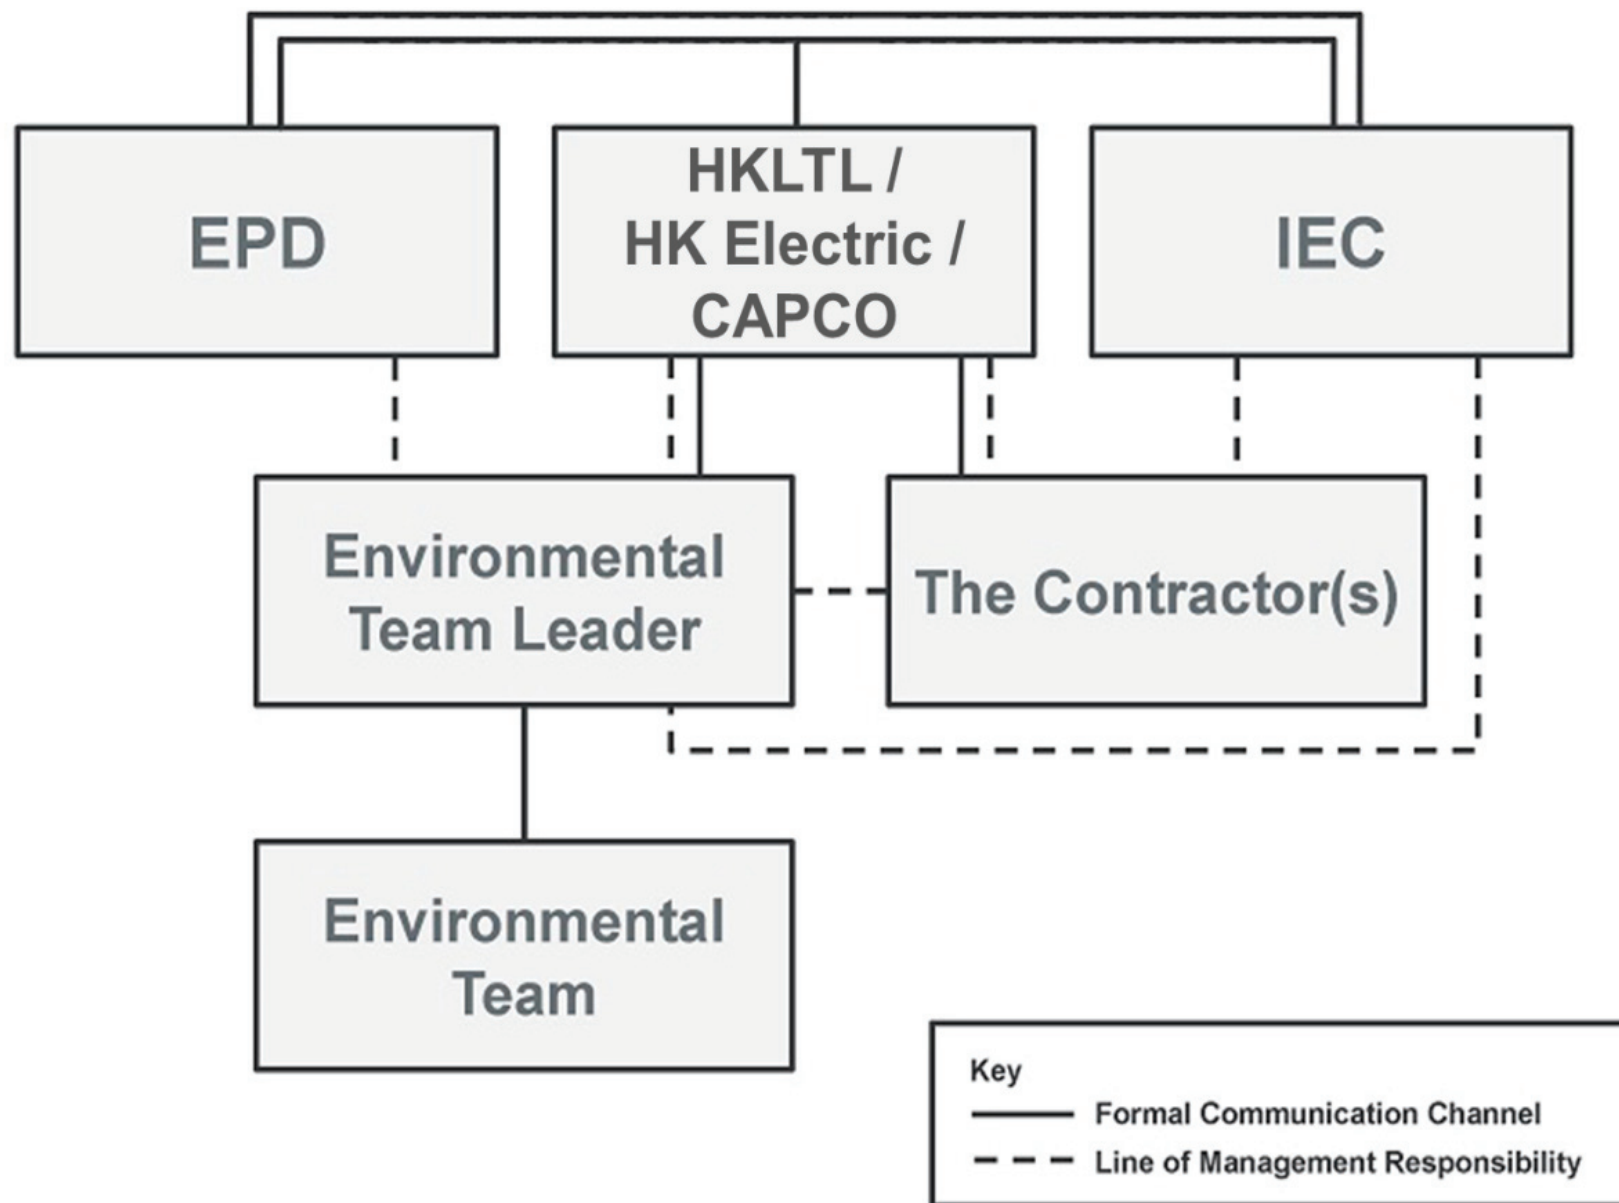 EPD
HKLTL /
HK Electric /
CAPCO
IEC
Environmental
Team Leader
The Contractor(s)
Environmental
Team
Key
Formal Communication Channel
Line of Management Responsibility